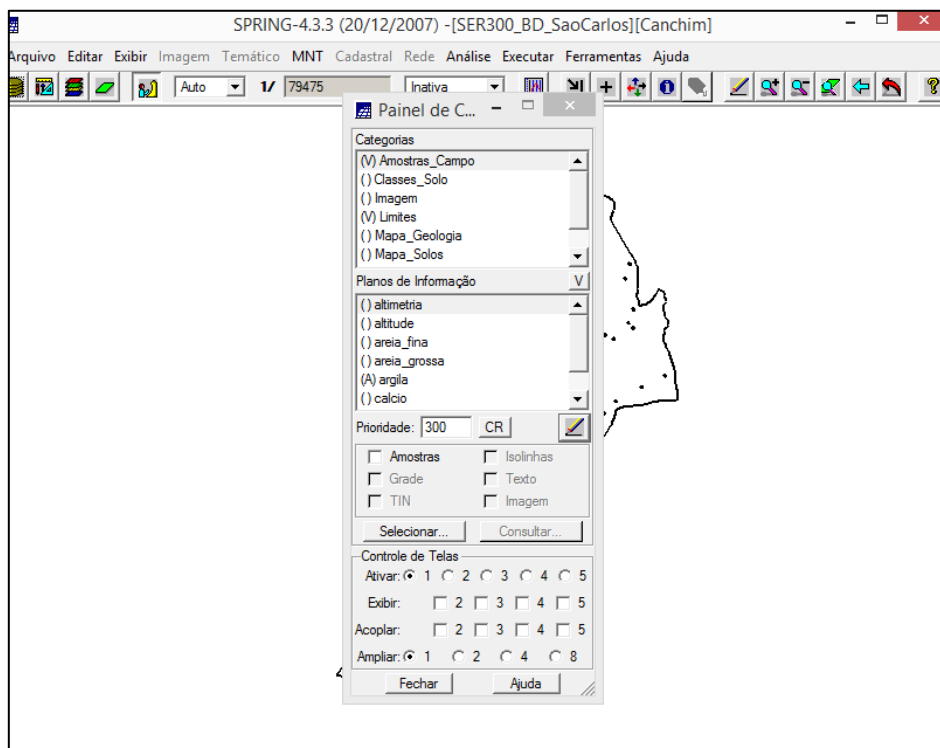 SPRING-4.3.3 (20/12/2007) -[SER300_BD_SaoCarlos][Canchim]
Arquivo Editar Exibir Imagem Temático MNT Cadastral Rede Análise Executar Ferramentas Ajuda
Auto 1/ 79475 Inativa
Painel de C...
Categorias
(V) Amostras_Campo
( ) Classes_Solo
( ) Imagem
(V) Limites
( ) Mapa_Geologia
( ) Mapa_Solos
Planos de Informação V
( ) altimetria
( ) altitude
( ) areia_fina
( ) areia_grossa
(A) argila
( ) calcio
Prioridade: 300 CR
Amostras Isolinhas
Grade Texto
TIN Imagem
Selecionar... Consultar...
Controle de Telas
Ativar: 1 2 3 4 5
Exibir: 2 3 4 5
Acoplar: 2 3 4 5
Ampliar: 1 2 4 8
Fechar Ajuda